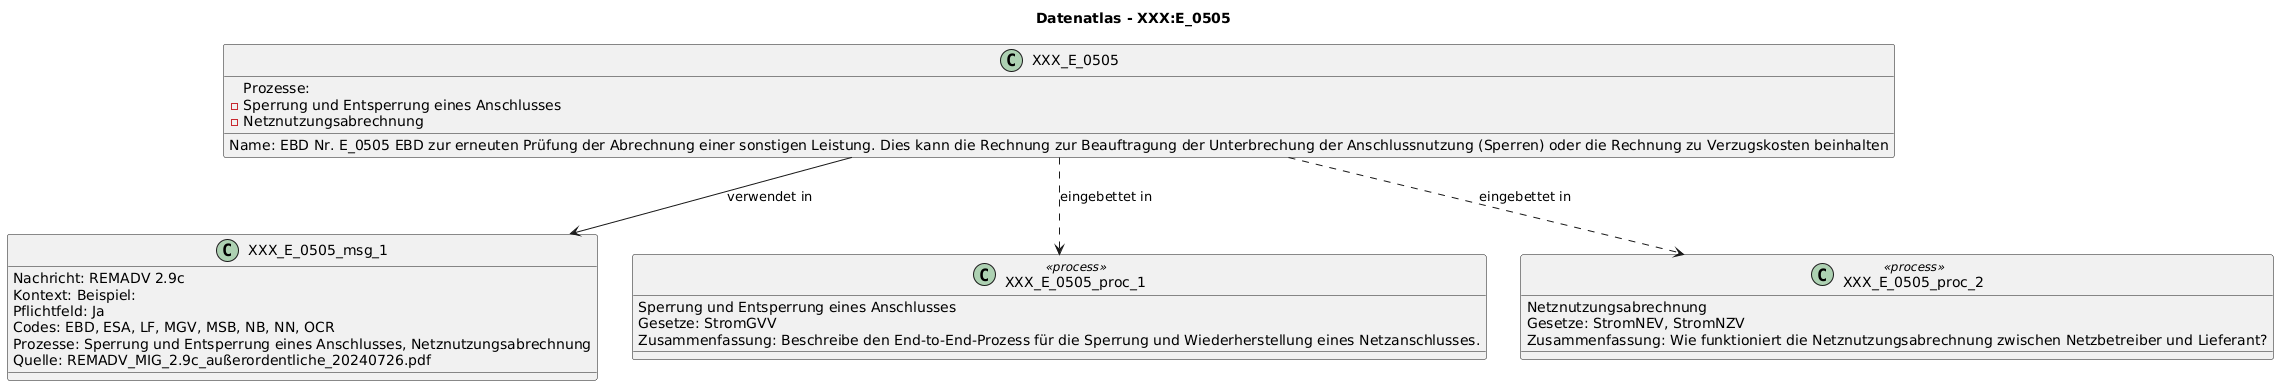 Datenatlas - XXX:E_0505
C XXX_E_0505
Prozesse:
Sperrung und Entsperrung eines Anschlusses
Netznutzungsabrechnung
Name: EBD Nr. E_0505 EBD zur erneuten Prüfung der Abrechnung einer sonstigen Leistung. Dies kann die Rechnung zur Beauftragung der Unterbrechung der Anschlussnutzung (Sperren) oder die Rechnung zu Verzugskosten beinhalten
verwendet in
eingebettet in
eingebettet in
C XXX_E_0505_msg_1
Nachricht: REMADV 2.9c
Kontext: Beispiel:
Pflichtfeld: Ja
Codes: EBD, ESA, LF, MGV, MSB, NB, NN, OCR
Prozesse: Sperrung und Entsperrung eines Anschlusses, Netznutzungsabrechnung
Quelle: REMADV_MIG_2.9c_außerordentliche_20240726.pdf
«process»
C XXX_E_0505_proc_1
Sperrung und Entsperrung eines Anschlusses
Gesetze: StromGVV
Zusammenfassung: Beschreibe den End-to-End-Prozess für die Sperrung und Wiederherstellung eines Netzanschlusses.
«process»
C XXX_E_0505_proc_2
Netznutzungsabrechnung
Gesetze: StromNEV, StromNZV
Zusammenfassung: Wie funktioniert die Netznutzungsabrechnung zwischen Netzbetreiber und Lieferant?